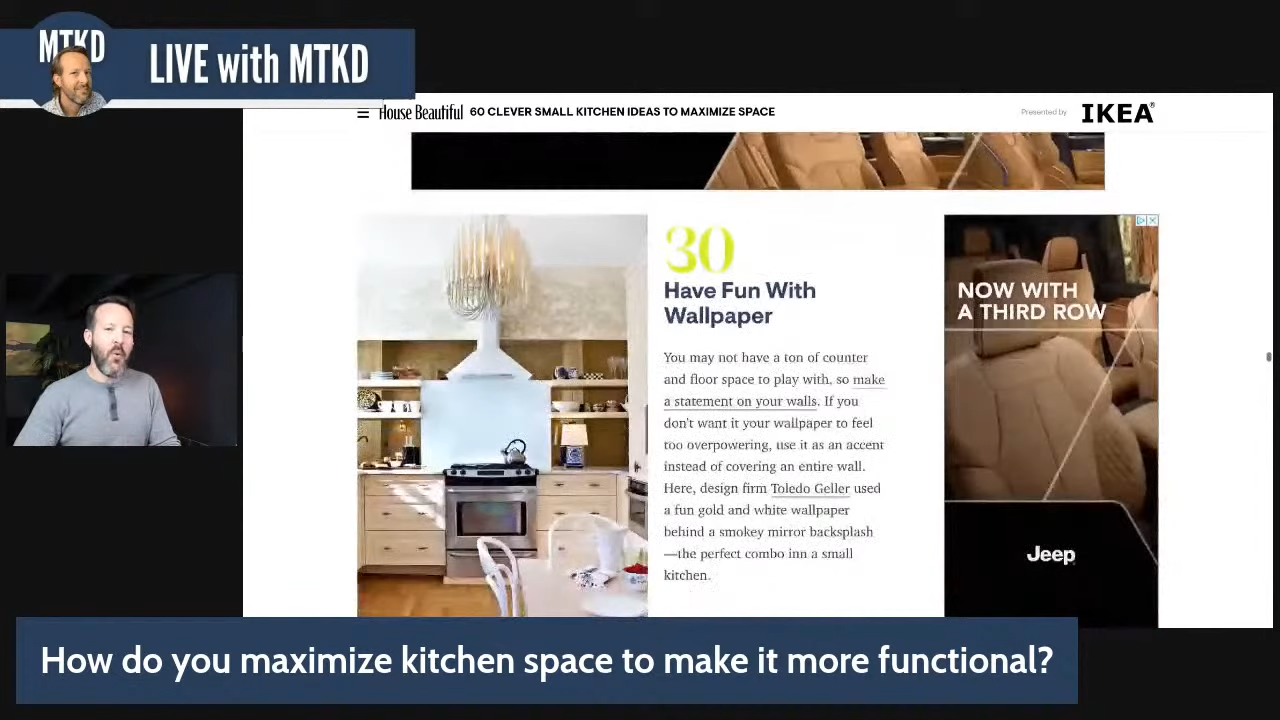 MTKD
LIVE with MTKD
House Beautiful 60 CLEVER SMALL KITCHEN IDEAS TO MAXIMIZE SPACE
Presented by IKEA®
30
Have Fun With
Wallpaper
You may not have a ton of counter
and floor space to play with, so make
a statement on your walls. If you
don't want it your wallpaper to feel
too overpowering, use it as an accent
instead of covering an entire wall.
Here, design firm Toledo Geller used
a fun gold and white wallpaper
behind a smokey mirror backsplash
—the perfect combo inn a small
kitchen.
NOW WITH
A THIRD ROW
Jeep
How do you maximize kitchen space to make it more functional?